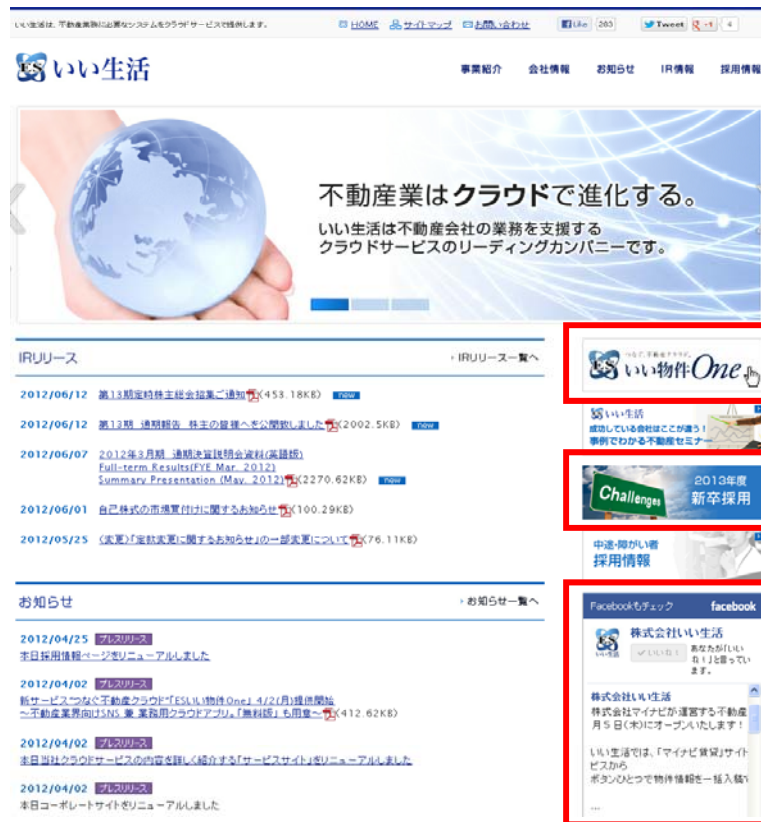 いい生活は、不動産業務に必要なシステムをクラウドサービスで提供します。
HOME サイトマップ お問い合わせ Like 263 Tweet +1 4
ES いい生活
事業紹介 会社情報 お知らせ IR情報 採用情報
不動産業はクラウドで進化する。
いい生活は不動産会社の業務を支援する
クラウドサービスのリーディングカンパニーです。
IRリリース
IRリリース一覧へ
2012/06/12 第13期定時株主総会招集ご通知(453.18KB) new
2012/06/12 第13期 通期報告 株主の皆様へを公開致しました(2002.5KB) new
2012/06/07 2012年3月期 通期決算説明会資料(英語版)
Full-term Results(FYE Mar. 2012)
Summary Presentation (May. 2012)(2270.62KB) new
2012/06/01 自己株式の市場買付けに関するお知らせ(100.29KB)
2012/05/25 (変更)「定款変更に関するお知らせ」の一部変更について(76.11KB)
お知らせ
お知らせ一覧へ
2012/04/25 プレスリリース
本日採用情報ページをリニューアルしました
2012/04/02 プレスリリース
新サービス"つなぐ不動産クラウド"「ESいい物件One」4/2(月)提供開始
～不動産業界向けSNS 兼 業務用クラウドアプリ。「無料版」も用意～(412.62KB)
2012/04/02 プレスリリース
本日当社クラウドサービスの内容を詳しく紹介する「サービスサイト」をリニューアルしました
2012/04/02 プレスリリース
本日コーポレートサイトをリニューアルしました
つなぐ、不動産クラウド。
ES いい物件One
ES いい生活
成功している会社はここが違う!
事例でわかる不動産セミナー
Challenges
2013年度
新卒採用
中途・障がい者
採用情報
Facebookもチェック facebook
株式会社いい生活
いいね!
あなたが「いい
ね!」と言ってい
ます。
株式会社いい生活
株式会社マイナビが運営する不動産
月5日(木)にオープンいたします!
いい生活では、「マイナビ賃貸」サイト
ビスから
ボタンひとつで物件情報を一括入稿で
...